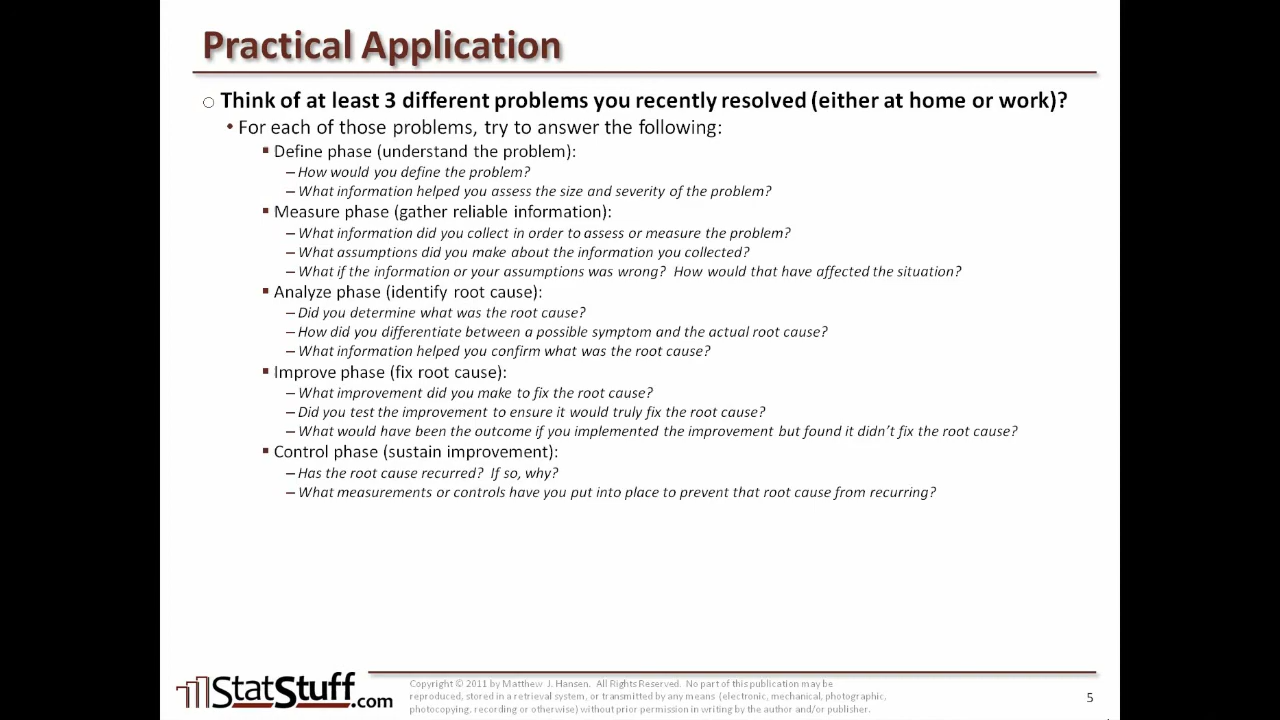 Practical Application
Think of at least 3 different problems you recently resolved (either at home or work)?
For each of those problems, try to answer the following:
Define phase (understand the problem):
– How would you define the problem?
– What information helped you assess the size and severity of the problem?
Measure phase (gather reliable information):
– What information did you collect in order to assess or measure the problem?
– What assumptions did you make about the information you collected?
– What if the information or your assumptions was wrong?  How would that have affected the situation?
Analyze phase (identify root cause):
– Did you determine what was the root cause?
– How did you differentiate between a possible symptom and the actual root cause?
– What information helped you confirm what was the root cause?
Improve phase (fix root cause):
– What improvement did you make to fix the root cause?
– Did you test the improvement to ensure it would truly fix the root cause?
– What would have been the outcome if you implemented the improvement but found it didn't fix the root cause?
Control phase (sustain improvement):
– Has the root cause recurred?  If so, why?
– What measurements or controls have you put into place to prevent that root cause from recurring?
StatStuff.com
Copyright © 2011 by Matthew J. Hansen.  All Rights Reserved.  No part of this publication may be
reproduced, stored in a retrieval system, or transmitted by any means (electronic, mechanical, photographic,
photocopying, recording or otherwise) without prior permission in writing by the author and/or publisher.
5